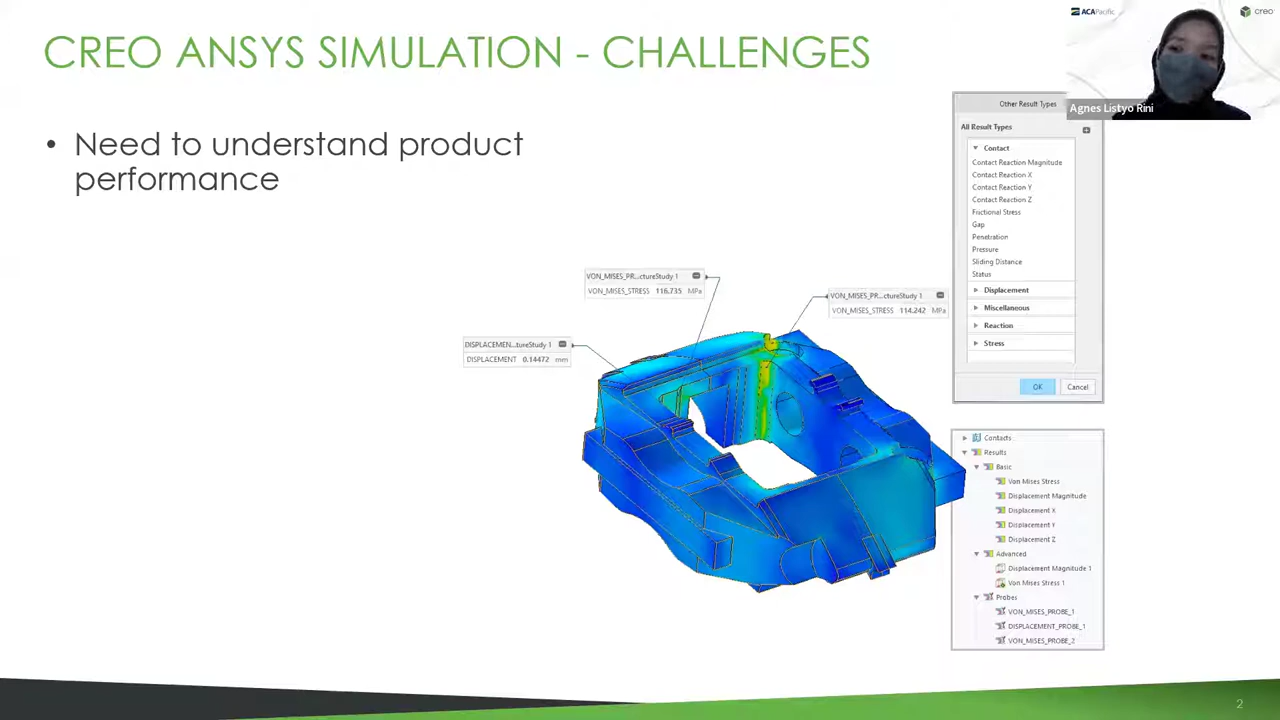 CREO ANSYS SIMULATION - CHALLENGES
ACAPacific
creo
Agnes Listyo Rini
• Need to understand product
performance
VON_MISES_PR...ctureStudy 1
VON_MISES_STRESS 116.735 MPa
VON_MISES_PR...ctureStudy 1
VON_MISES_STRESS 114.242 MPa
DISPLACEMEN...tureStudy 1
DISPLACEMENT 0.14472 mm
Other Result Types
All Result Types
Contact
Contact Reaction Magnitude
Contact Reaction X
Contact Reaction Y
Contact Reaction Z
Frictional Stress
Gap
Penetration
Pressure
Sliding Distance
Status
Displacement
Miscellaneous
Reaction
Stress
OK Cancel
Contacts
Results
Basic
Von Mises Stress
Displacement Magnitude
Displacement X
Displacement Y
Displacement Z
Advanced
Displacement Magnitude 1
Von Mises Stress 1
Probes
VON_MISES_PROBE_1
DISPLACEMENT_PROBE_1
VON_MISES_PROBE_2
2